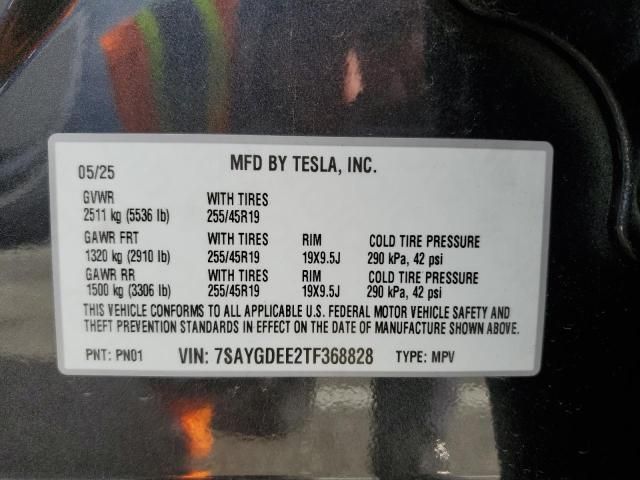 05/25 MFD BY TESLA, INC.
GVWR WITH TIRES
2511 kg (5536 lb) 255/45R19
GAWR FRT WITH TIRES RIM COLD TIRE PRESSURE
1320 kg (2910 lb) 255/45R19 19X9.5J 290 kPa, 42 psi
GAWR RR WITH TIRES RIM COLD TIRE PRESSURE
1500 kg (3306 lb) 255/45R19 19X9.5J 290 kPa, 42 psi
THIS VEHICLE CONFORMS TO ALL APPLICABLE U.S. FEDERAL MOTOR VEHICLE SAFETY AND
THEFT PREVENTION STANDARDS IN EFFECT ON THE DATE OF MANUFACTURE SHOWN ABOVE.
PNT: PN01 VIN: 7SAYGDEE2TF368828 TYPE: MPV